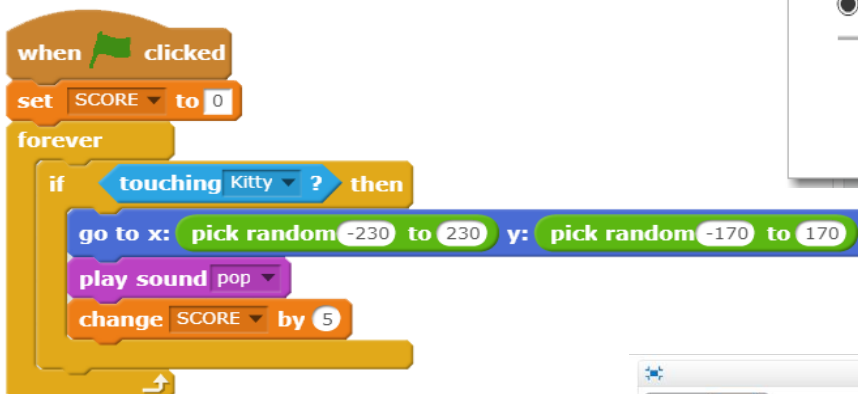 when clicked
set SCORE to 0
forever
if touching Kitty ? then
go to x: pick random -230 to 230 y: pick random -170 to 170
play sound pop
change SCORE by 5